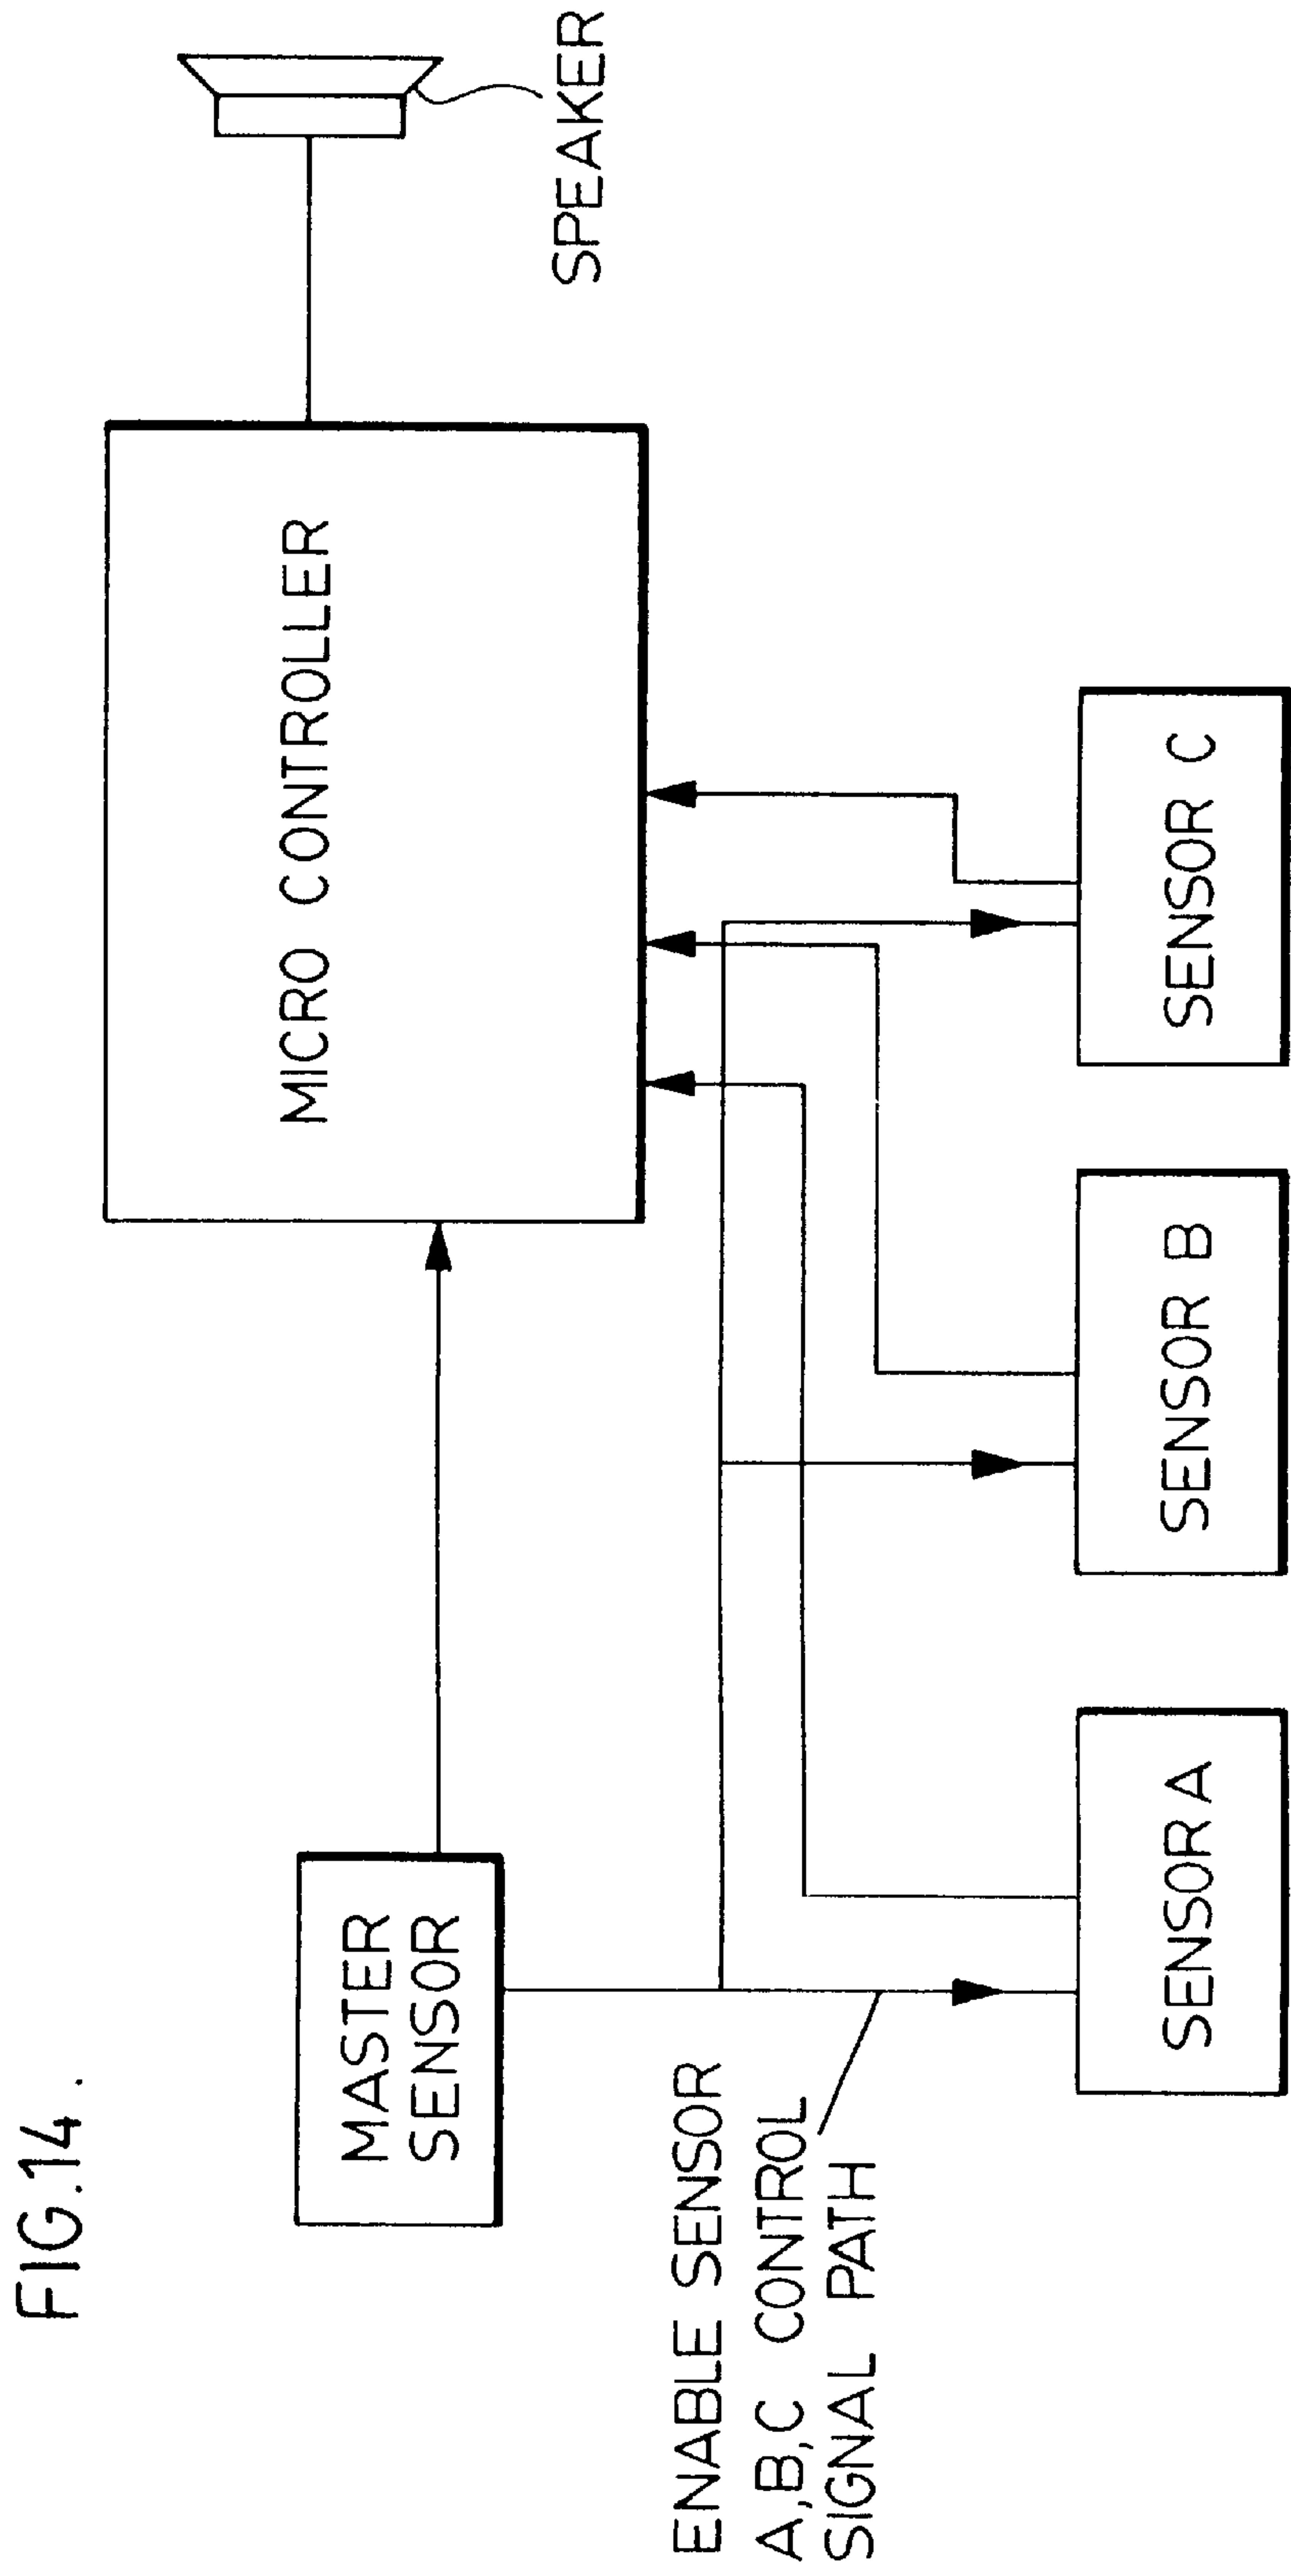 FIG.14.
MASTER
SENSOR
MICRO CONTROLLER
SPEAKER
ENABLE SENSOR
A,B,C CONTROL
SIGNAL PATH
SENSOR A
SENSOR B
SENSOR C